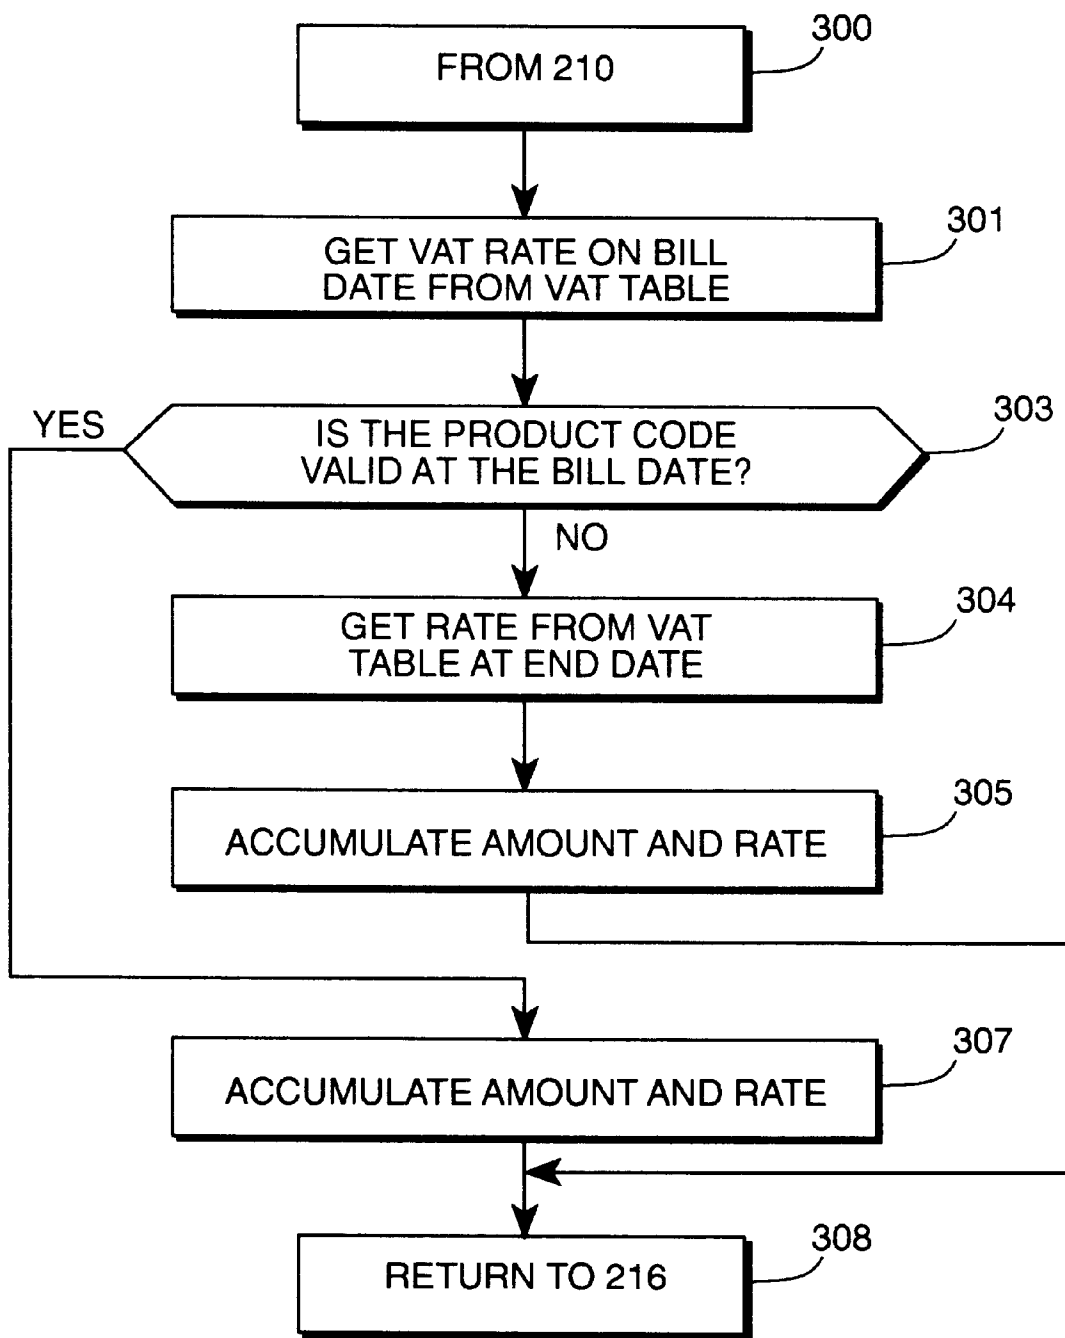 300
FROM 210
301
GET VAT RATE ON BILL
DATE FROM VAT TABLE
YES
303
IS THE PRODUCT CODE
VALID AT THE BILL DATE?
NO
304
GET RATE FROM VAT
TABLE AT END DATE
305
ACCUMULATE AMOUNT AND RATE
307
ACCUMULATE AMOUNT AND RATE
308
RETURN TO 216